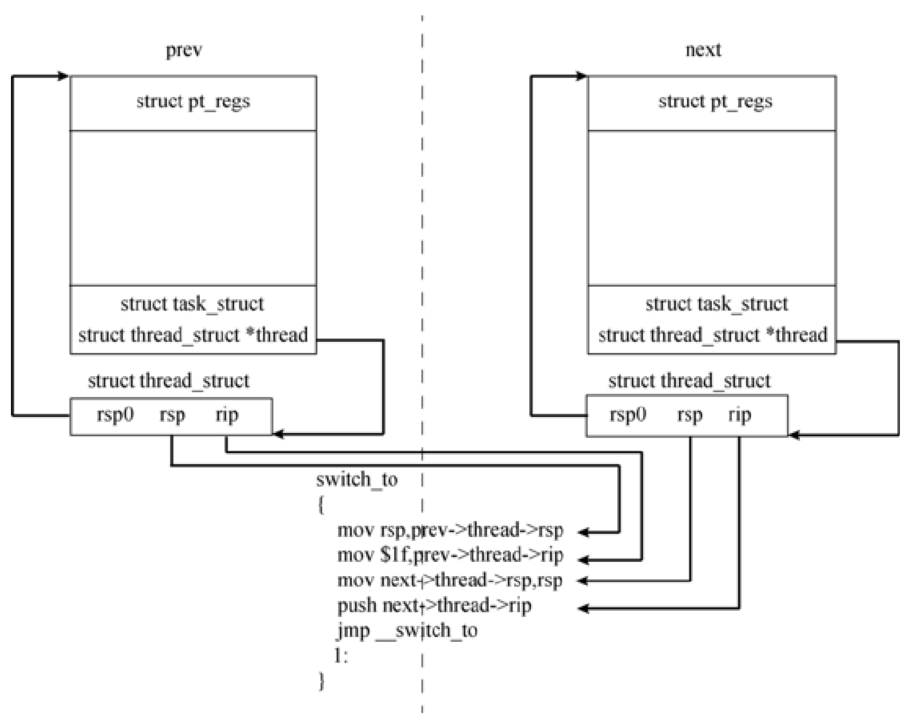 prev
next
struct pt_regs
struct pt_regs
struct task_struct
struct thread_struct *thread
struct task_struct
struct thread_struct *thread
struct thread_struct
rsp0 rsp rip
struct thread_struct
rsp0 rsp rip
switch_to
{
mov rsp,prev->thread->rsp
mov $1f,prev->thread->rip
mov next->thread->rsp,rsp
push next->thread->rip
jmp __switch_to
1:
}